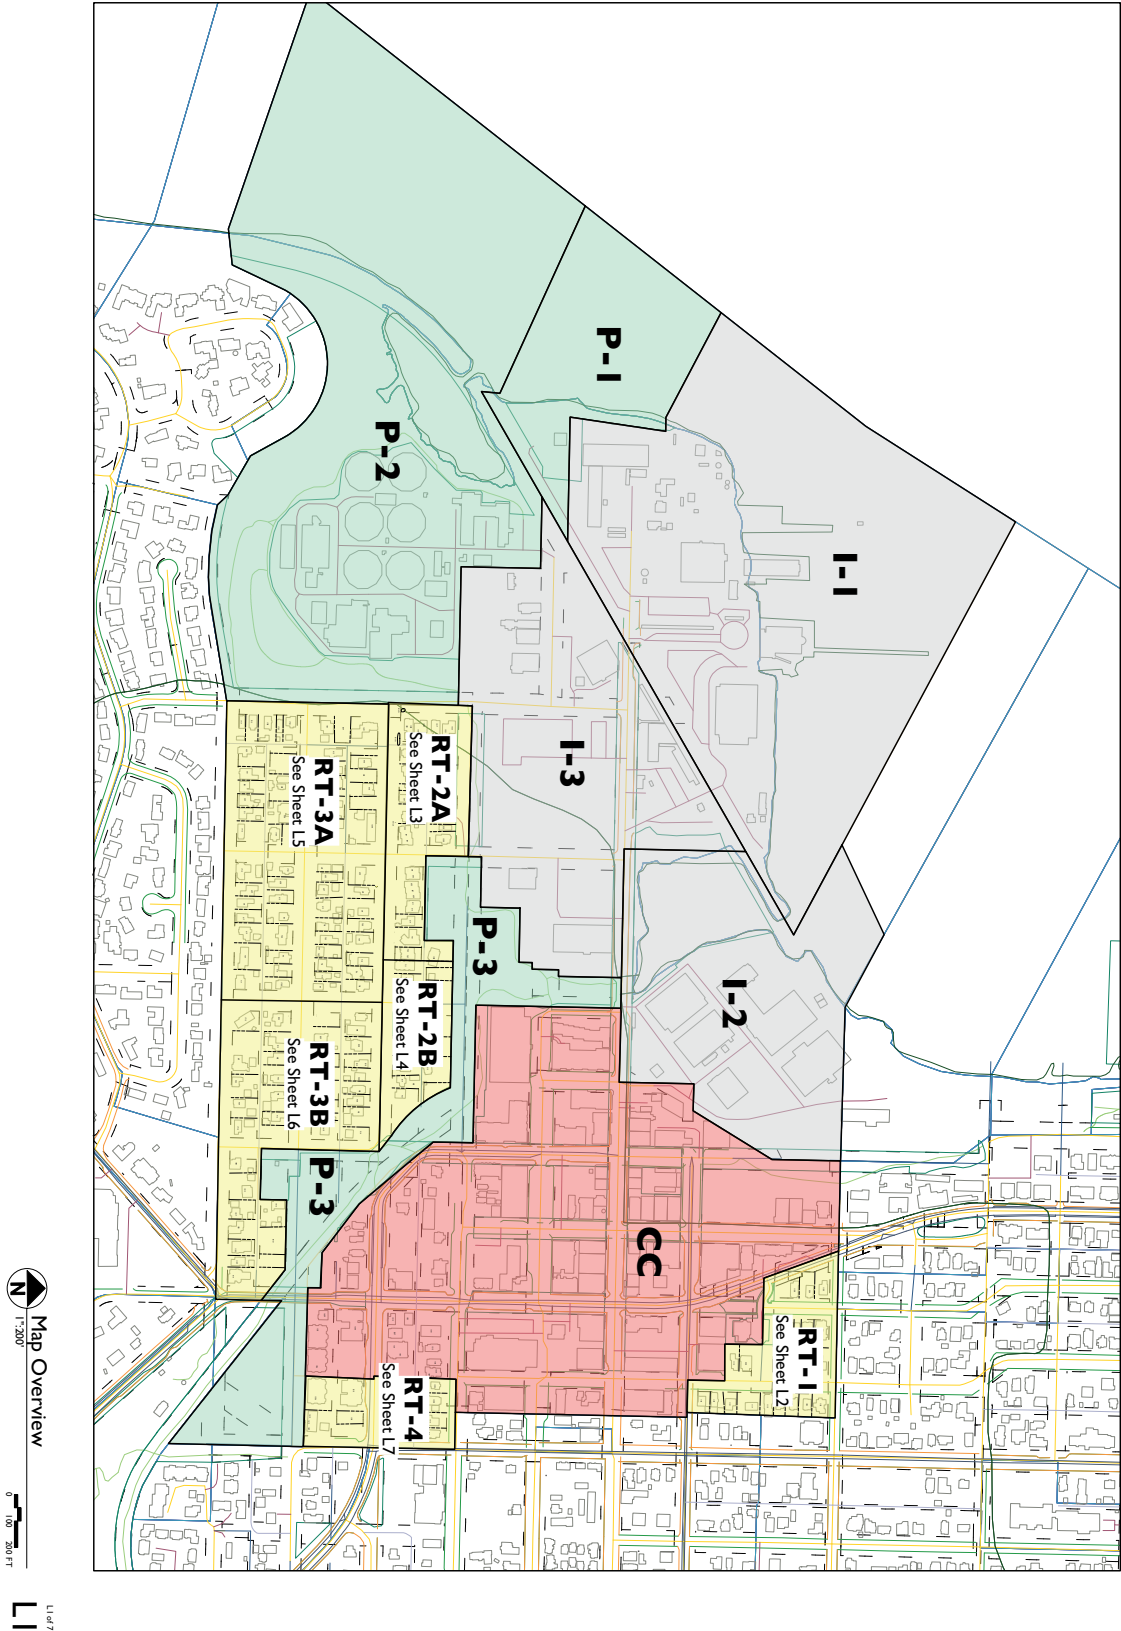 P-1
I-1
P-2
I-3
RT-2A
See Sheet L3
RT-3A
See Sheet L5
P-3
I-2
RT-2B
See Sheet L4
RT-3B
See Sheet L6
P-3
CC
RT-1
See Sheet L2
RT-4
See Sheet L7
N
Map Overview
1":200'
0 100 200 FT
L1 of 7
L1